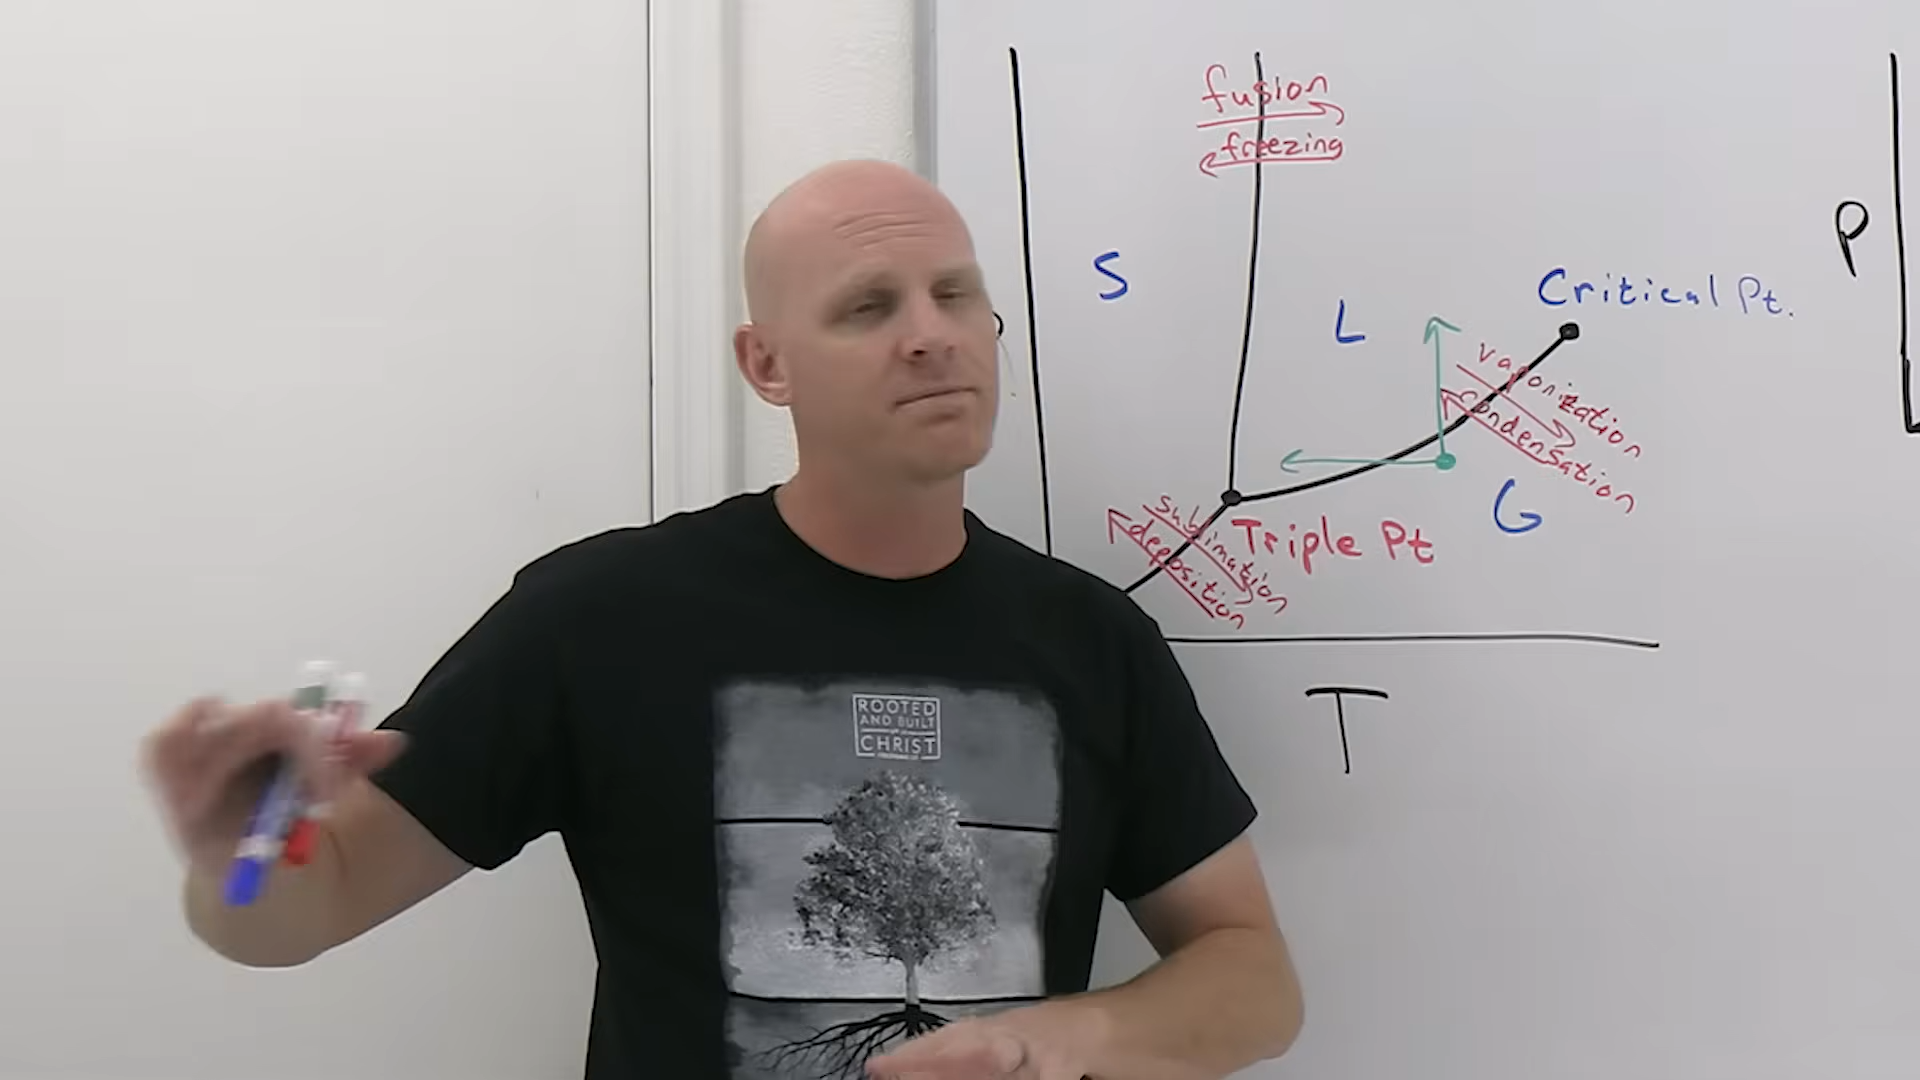 fusion
freezing
S
P
Critical Pt.
L
vaporization
Condensation
G
sublimation
deposition
Triple Pt
T
ROOTED
AND BUILT
CHRIST